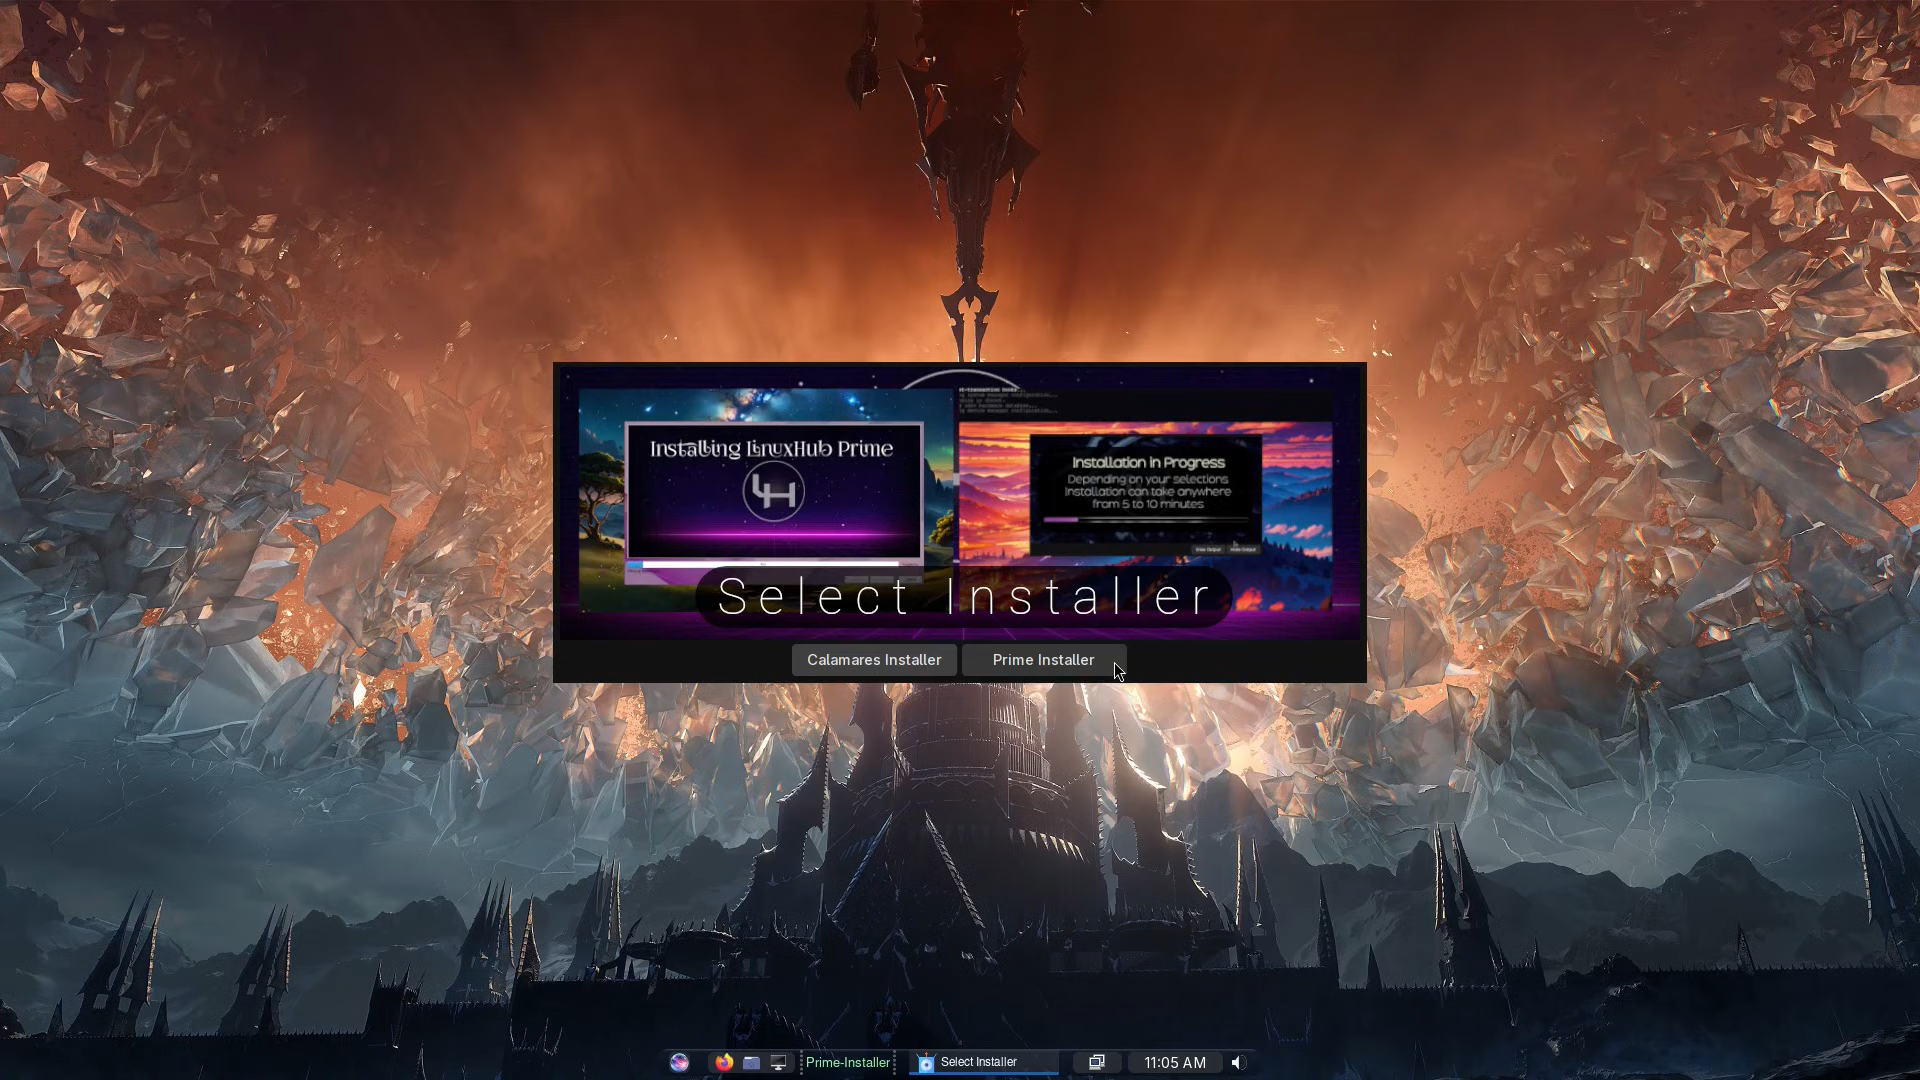 Installing LinuxHub Prime
LH
Installation in Progress
Depending on your selections
Installation can take anywhere
from 5 to 10 minutes
Select Installer
Calamares Installer
Prime Installer
Prime-Installer
Select Installer
11:05 AM